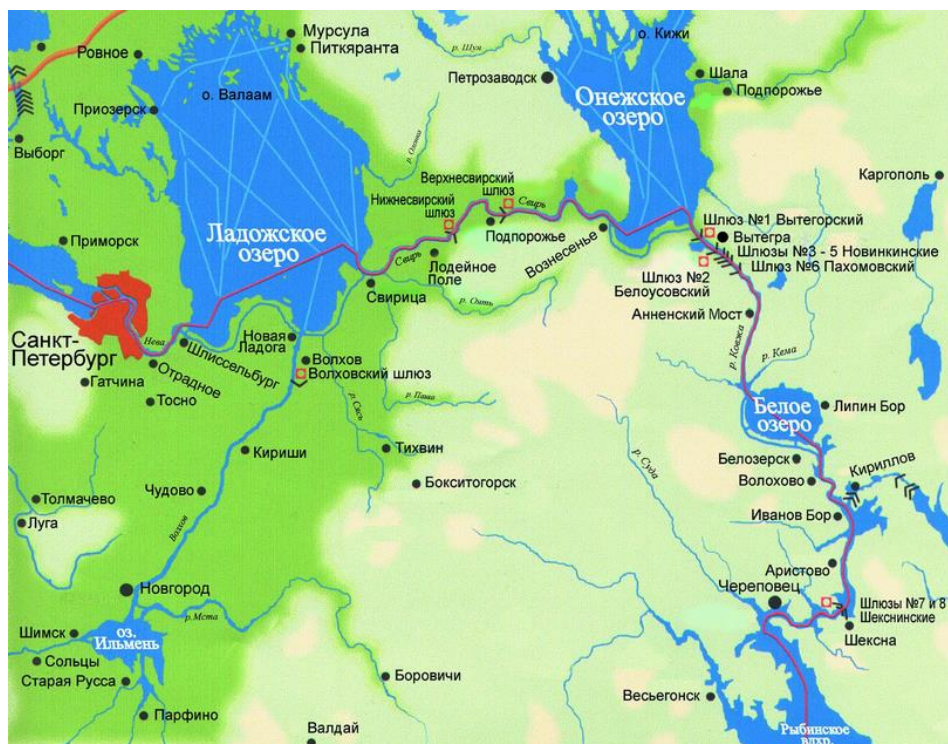 Мурсула
Питкяранта
Ровное
р. Шуя
о. Кижи
Петрозаводск
Шала
Подпорожье
о. Валаам
Приозерск
Онежское
озеро
Выборг
Каргополь
Верхнесвирский
шлюз
Нижнесвирский
шлюз
Свирь
Шлюз №1 Вытегорский
Вытегра
Приморск
Ладожское
озеро
Подпорожье
Вознесенье
Шлюзы №3 - 5 Новинкинские
Шлюз №6 Пахомовский
Свирь
Лодейное
Поле
Шлюз №2
Белоусовский
Свирица
р. Оять
Анненский Мост
Санкт-
Петербург
Нева
Шлиссельбург
Новая
Ладога
р. Ковжа
р. Кема
Отрадное
Волхов
Волховский шлюз
Гатчина
Тосно
р. Сясь
р. Паша
Белое
озеро
Липин Бор
Кириши
Тихвин
р. Суда
Белозерск
Кириллов
Чудово
Бокситогорск
Волохово
Толмачево
Луга
Волхов
Иванов Бор
Новгород
Аристово
Череповец
р. Мста
Шлюзы №7 и 8
Шекснинские
Шимск
оз.
Ильмень
Шексна
Сольцы
Старая Русса
Боровичи
Весьегонск
Парфино
Валдай
Рыбинское
вдхр.